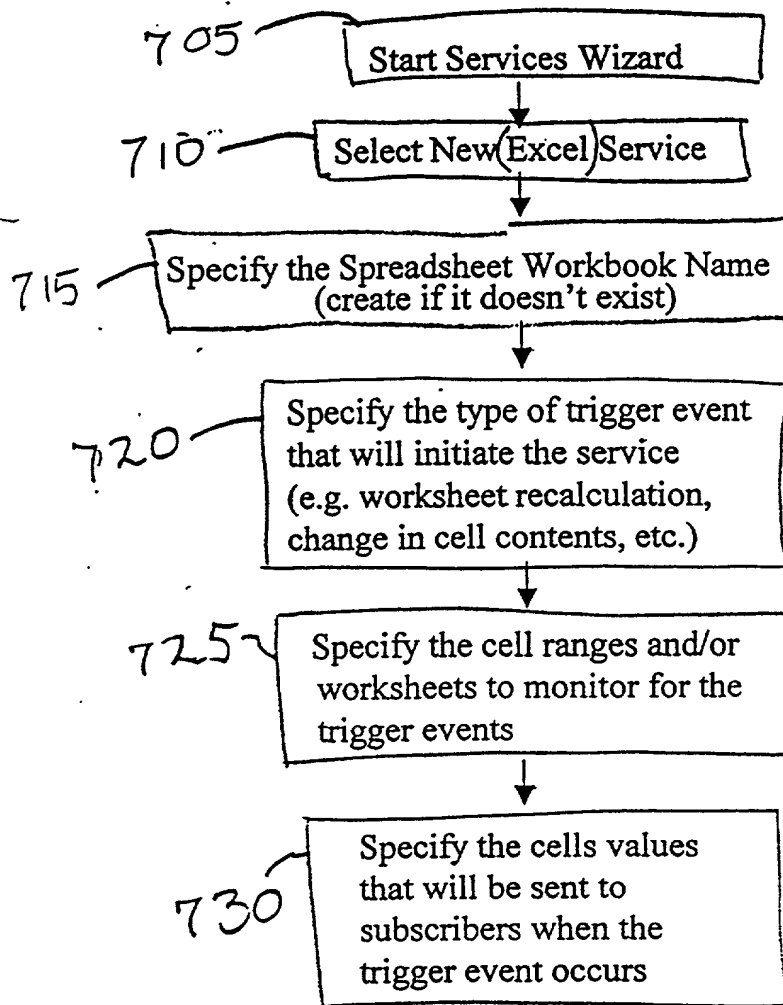 705
Start Services Wizard
710
Select New (Excel) Service
715
Specify the Spreadsheet Workbook Name
(create if it doesn't exist)
720
Specify the type of trigger event
that will initiate the service
(e.g. worksheet recalculation,
change in cell contents, etc.)
725
Specify the cell ranges and/or
worksheets to monitor for the
trigger events
730
Specify the cells values
that will be sent to
subscribers when the
trigger event occurs